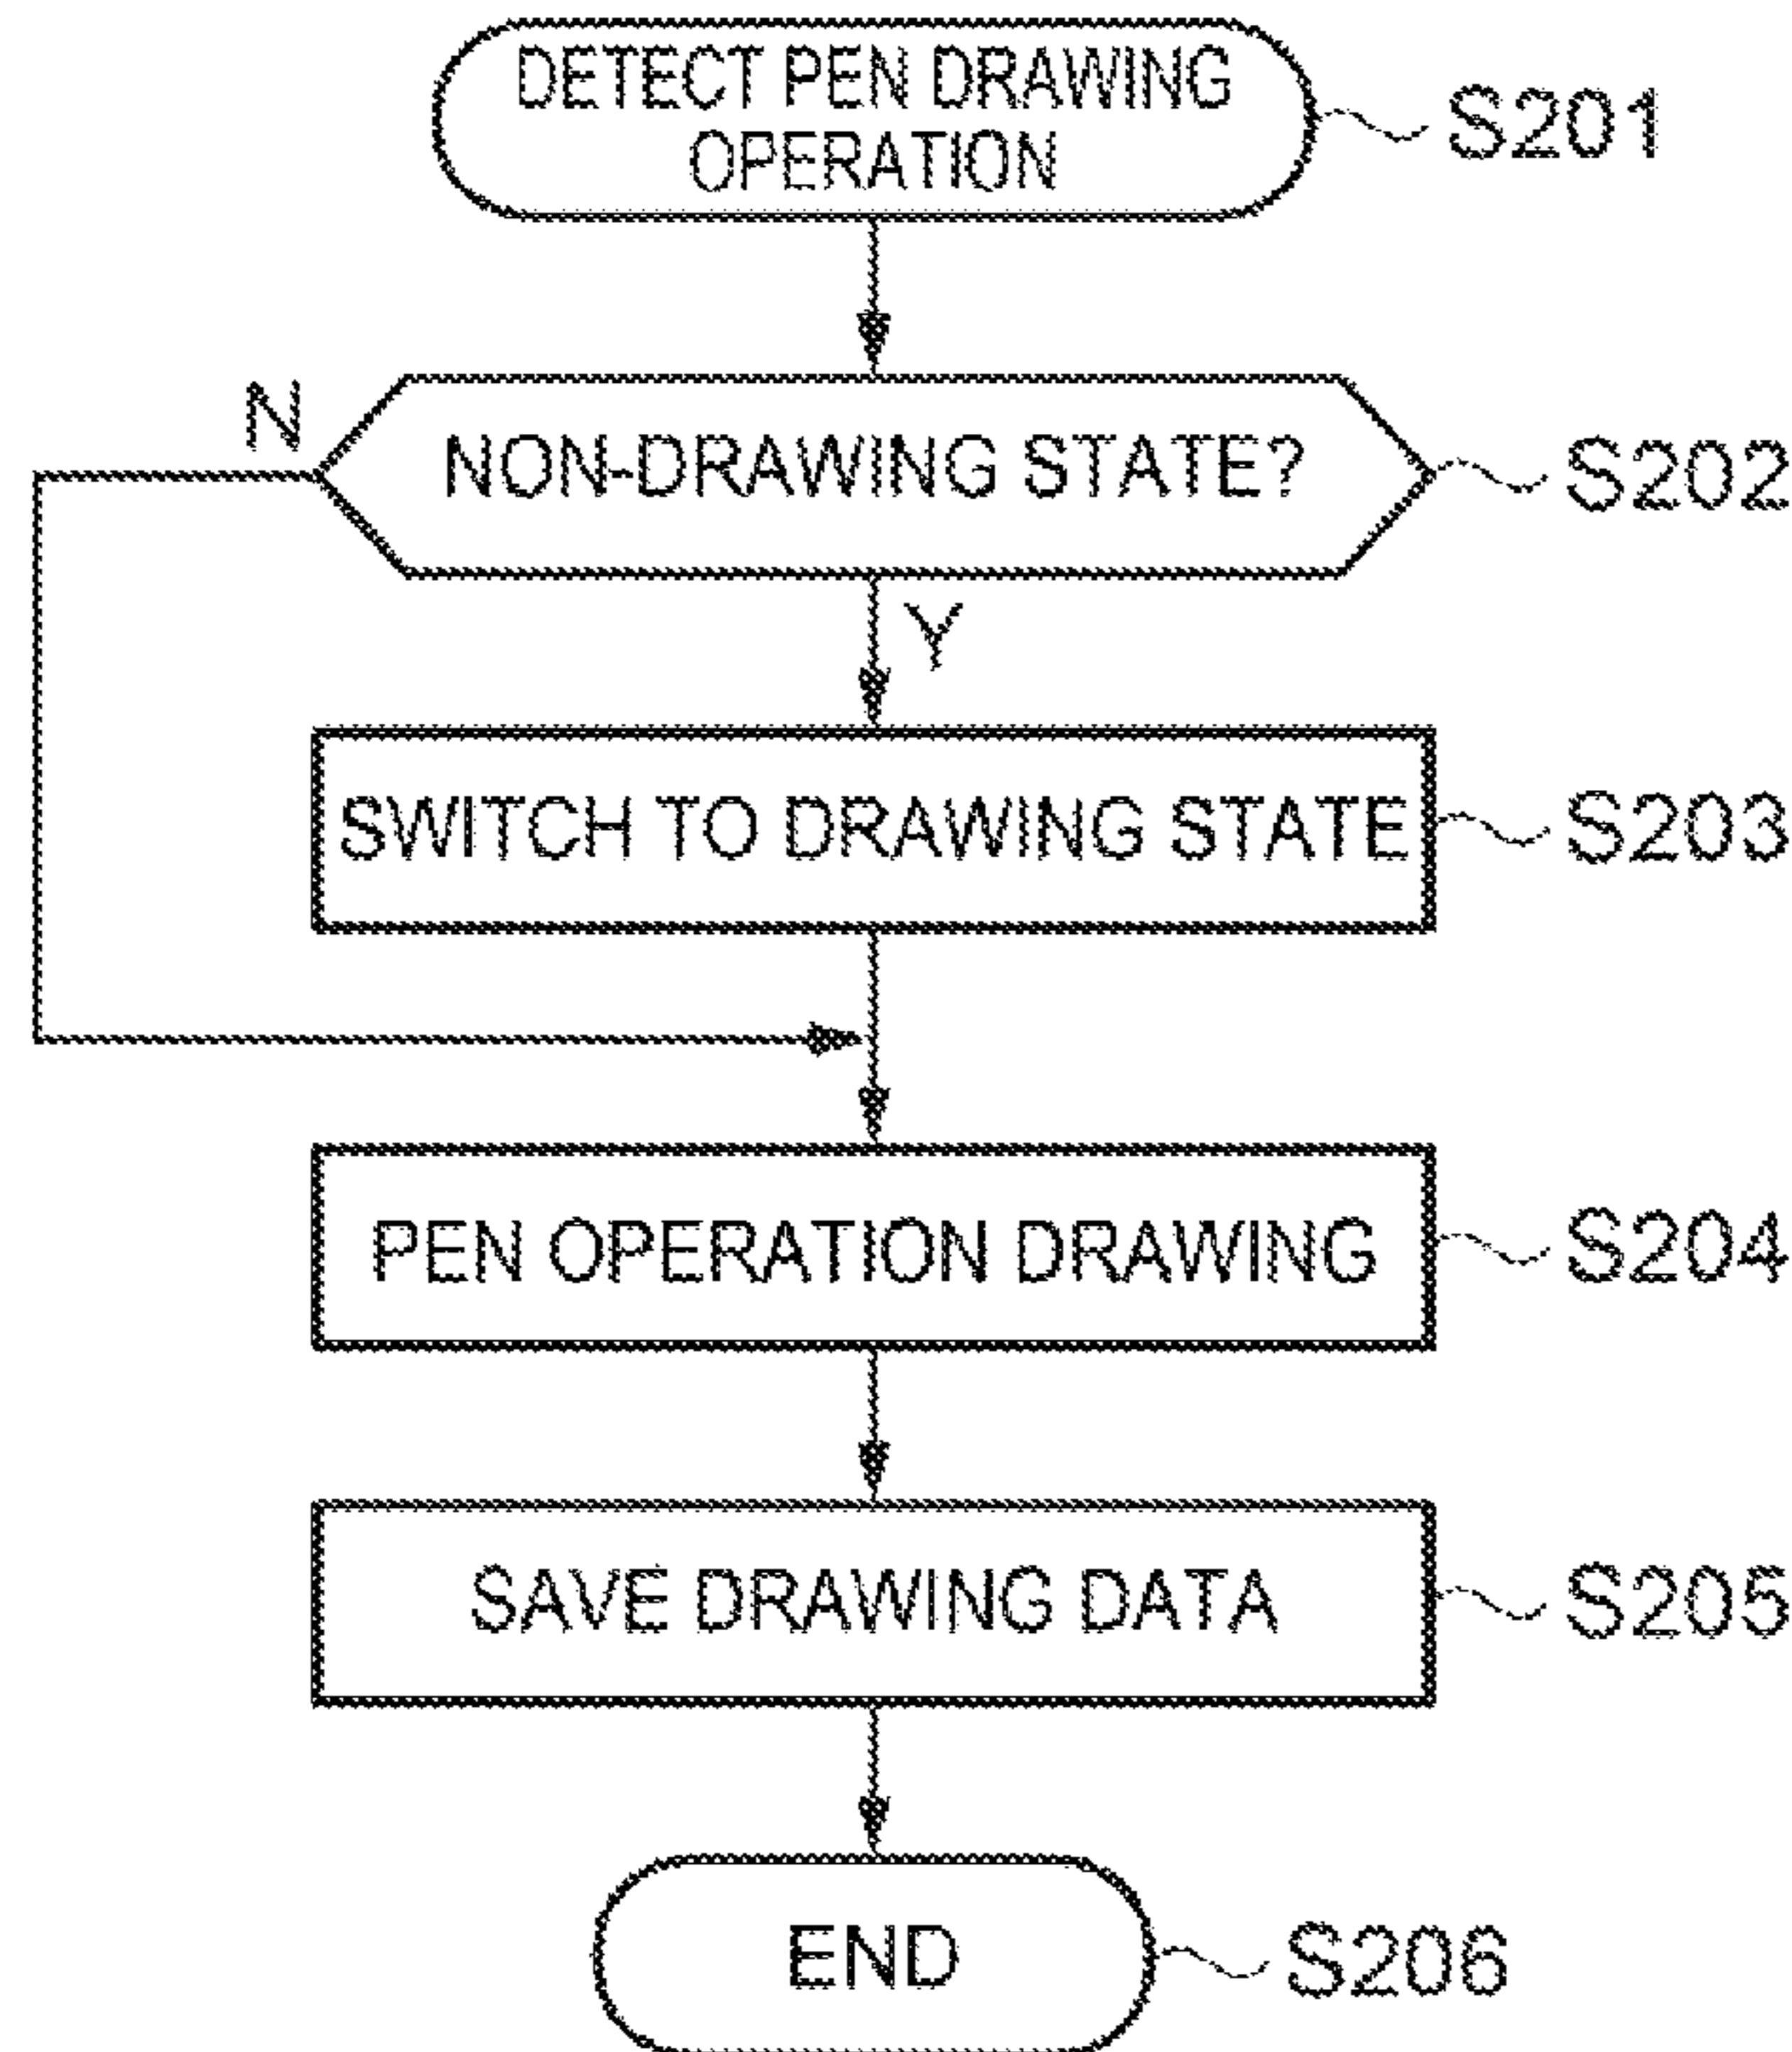 DETECT PEN DRAWING
OPERATION
S201
N
NON-DRAWING STATE?
S202
Y
SWITCH TO DRAWING STATE
S203
PEN OPERATION DRAWING
S204
SAVE DRAWING DATA
S205
END
S206